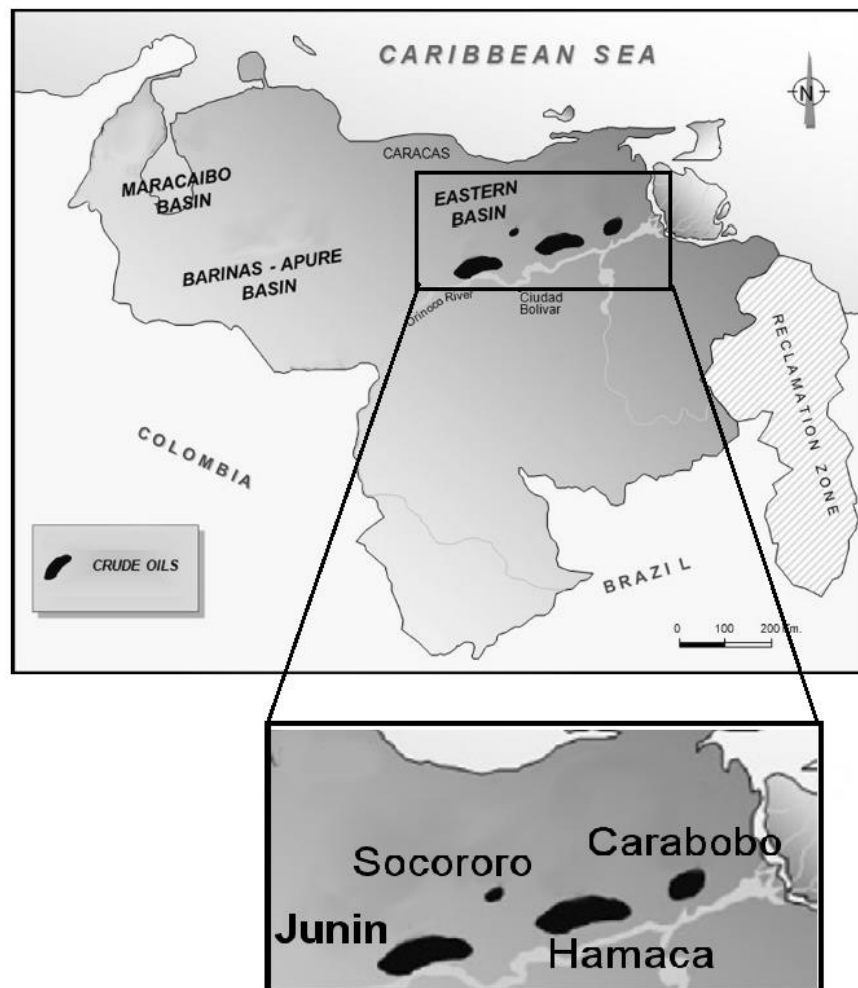 CARIBBEAN SEA
N
CARACAS
MARACAIBO
BASIN
EASTERN
BASIN
BARINAS - APURE
BASIN
Orinoco River
Ciudad
Bolivar
RECLAMATION ZONE
COLOMBIA
CRUDE OILS
BRAZIL
0 100 200 Km.
Carabobo
Socororo
Junin
Hamaca